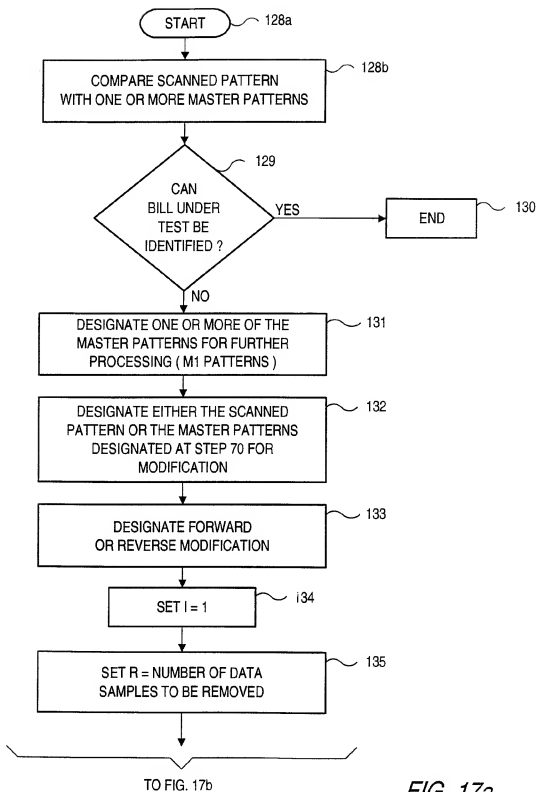 START
128a
COMPARE SCANNED PATTERN
WITH ONE OR MORE MASTER PATTERNS
128b
129
CAN
BILL UNDER
TEST BE
IDENTIFIED ?
YES
END
130
NO
DESIGNATE ONE OR MORE OF THE
MASTER PATTERNS FOR FURTHER
PROCESSING ( M1 PATTERNS )
131
DESIGNATE EITHER THE SCANNED
PATTERN OR THE MASTER PATTERNS
DESIGNATED AT STEP 70 FOR
MODIFICATION
132
DESIGNATE FORWARD
OR REVERSE MODIFICATION
133
SET I = 1
134
SET R = NUMBER OF DATA
SAMPLES TO BE REMOVED
135
TO FIG. 17b
FIG. 17a